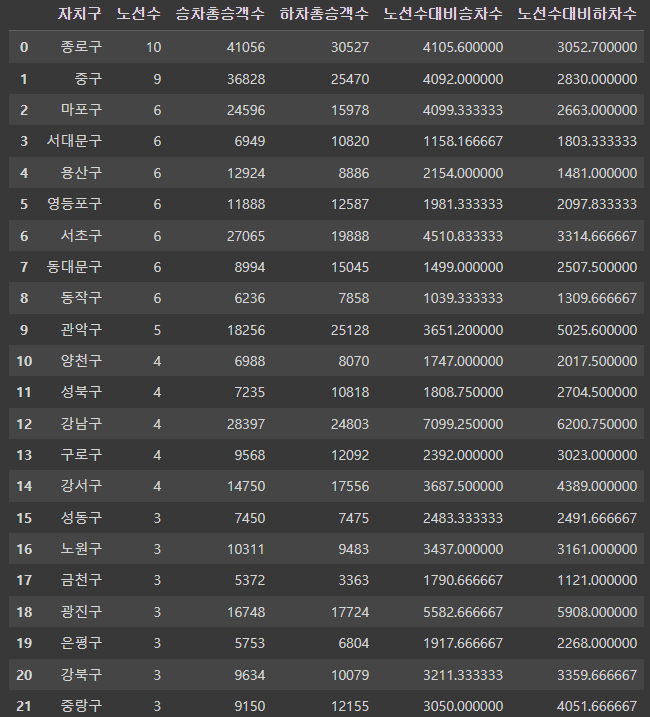 자치구 노선수 승차총승객수 하차총승객수 노선수대비승차수 노선수대비하차수
0 종로구 10 41056 30527 4105.600000 3052.700000
1 중구 9 36828 25470 4092.000000 2830.000000
2 마포구 6 24596 15978 4099.333333 2663.000000
3 서대문구 6 6949 10820 1158.166667 1803.333333
4 용산구 6 12924 8886 2154.000000 1481.000000
5 영등포구 6 11888 12587 1981.333333 2097.833333
6 서초구 6 27065 19888 4510.833333 3314.666667
7 동대문구 6 8994 15045 1499.000000 2507.500000
8 동작구 6 6236 7858 1039.333333 1309.666667
9 관악구 5 18256 25128 3651.200000 5025.600000
10 양천구 4 6988 8070 1747.000000 2017.500000
11 성북구 4 7235 10818 1808.750000 2704.500000
12 강남구 4 28397 24803 7099.250000 6200.750000
13 구로구 4 9568 12092 2392.000000 3023.000000
14 강서구 4 14750 17556 3687.500000 4389.000000
15 성동구 3 7450 7475 2483.333333 2491.666667
16 노원구 3 10311 9483 3437.000000 3161.000000
17 금천구 3 5372 3363 1790.666667 1121.000000
18 광진구 3 16748 17724 5582.666667 5908.000000
19 은평구 3 5753 6804 1917.666667 2268.000000
20 강북구 3 9634 10079 3211.333333 3359.666667
21 중랑구 3 9150 12155 3050.000000 4051.666667